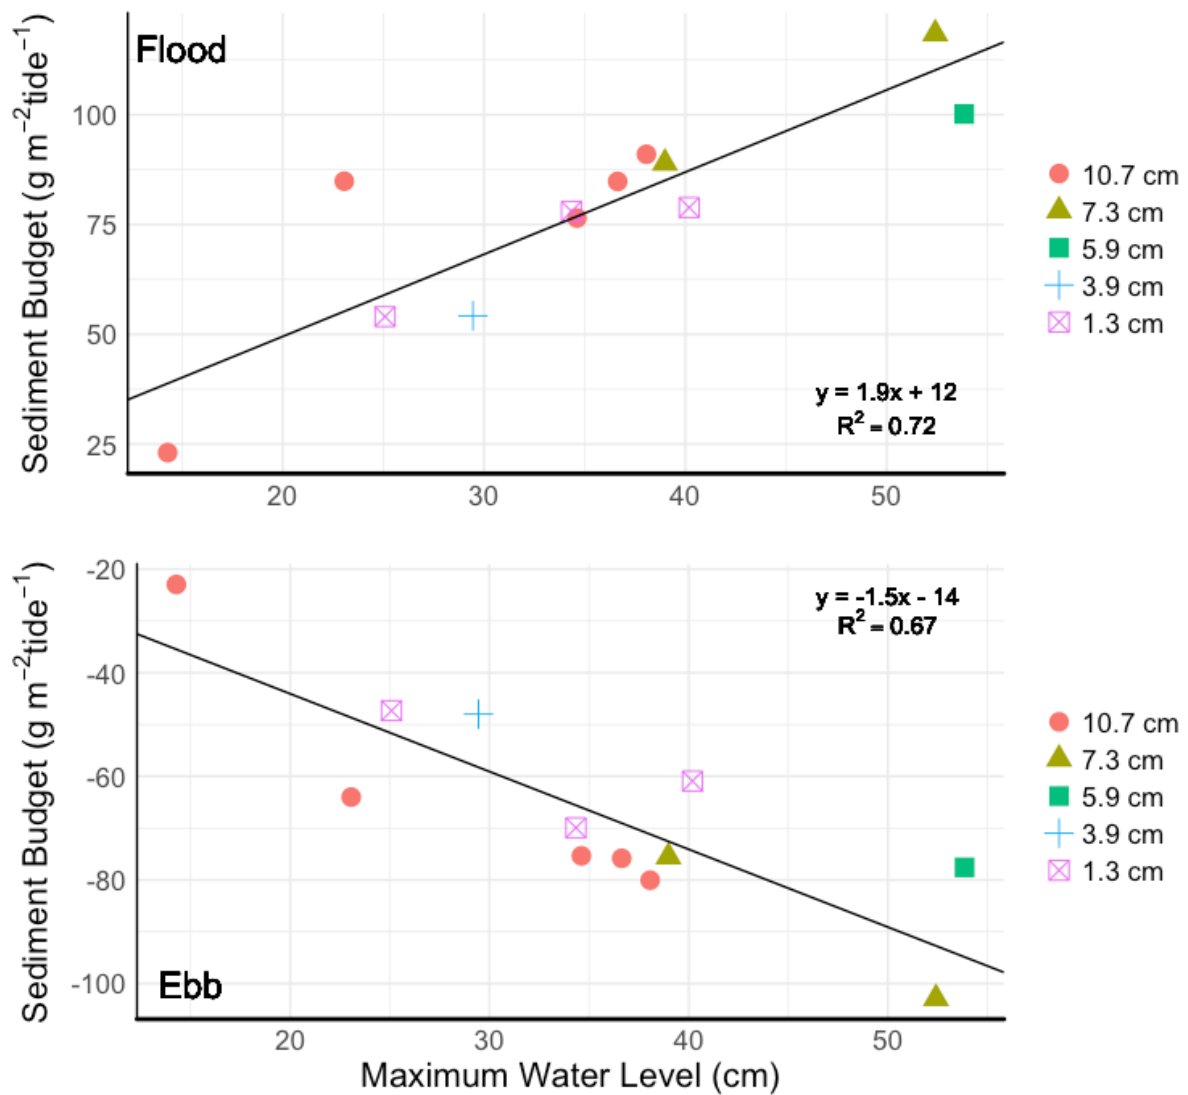 Flood
Sediment Budget (g m⁻²tide⁻¹)
100
75
50
25
y = 1.9x + 12
R² = 0.72
20 30 40 50
10.7 cm
7.3 cm
5.9 cm
3.9 cm
1.3 cm
Sediment Budget (g m⁻²tide⁻¹)
-20
-40
-60
-80
-100
y = -1.5x - 14
R² = 0.67
Ebb
20 30 40 50
Maximum Water Level (cm)
10.7 cm
7.3 cm
5.9 cm
3.9 cm
1.3 cm